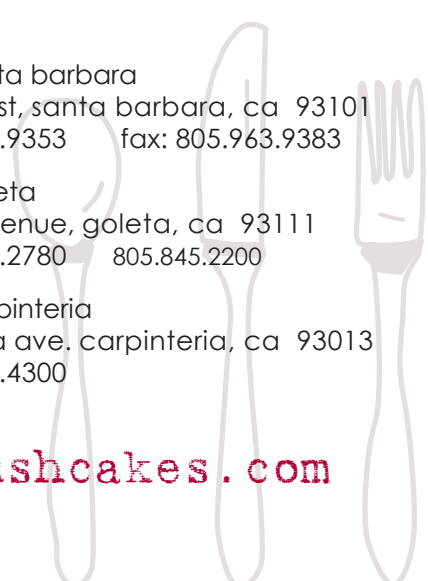 ta barbara
st, santa barbara, ca 93101
.9353 fax: 805.963.9383
eta
enue, goleta, ca 93111
.2780 805.845.2200
pinteria
a ave. carpinteria, ca 93013
.4300
shcakes.com